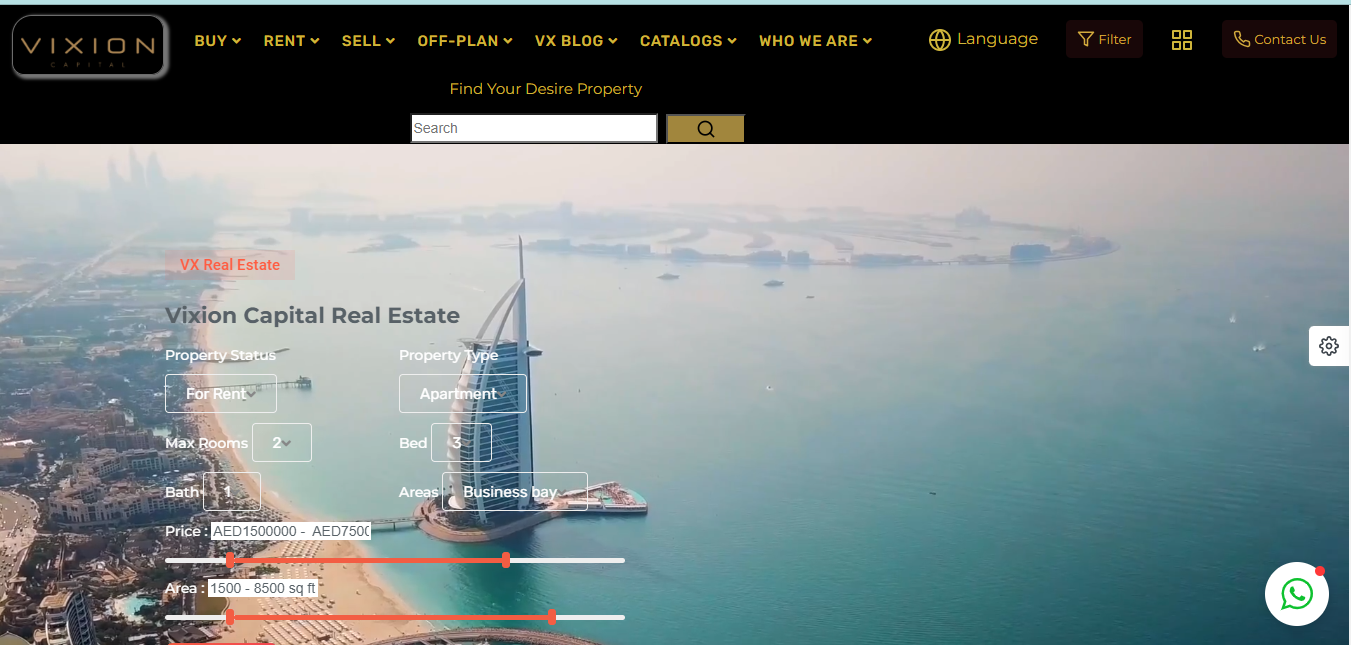 VIXION
CAPITAL
BUY RENT SELL OFF-PLAN VX BLOG CATALOGS WHO WE ARE
Language
Filter
Contact Us
Find Your Desire Property
Search
VX Real Estate
Vixion Capital Real Estate
Property Status Property Type
For Rent Apartment
Max Rooms 2 Bed 3
Bath 1 Areas Business bay
Price : AED1500000 - AED7500
Area : 1500 - 8500 sq ft